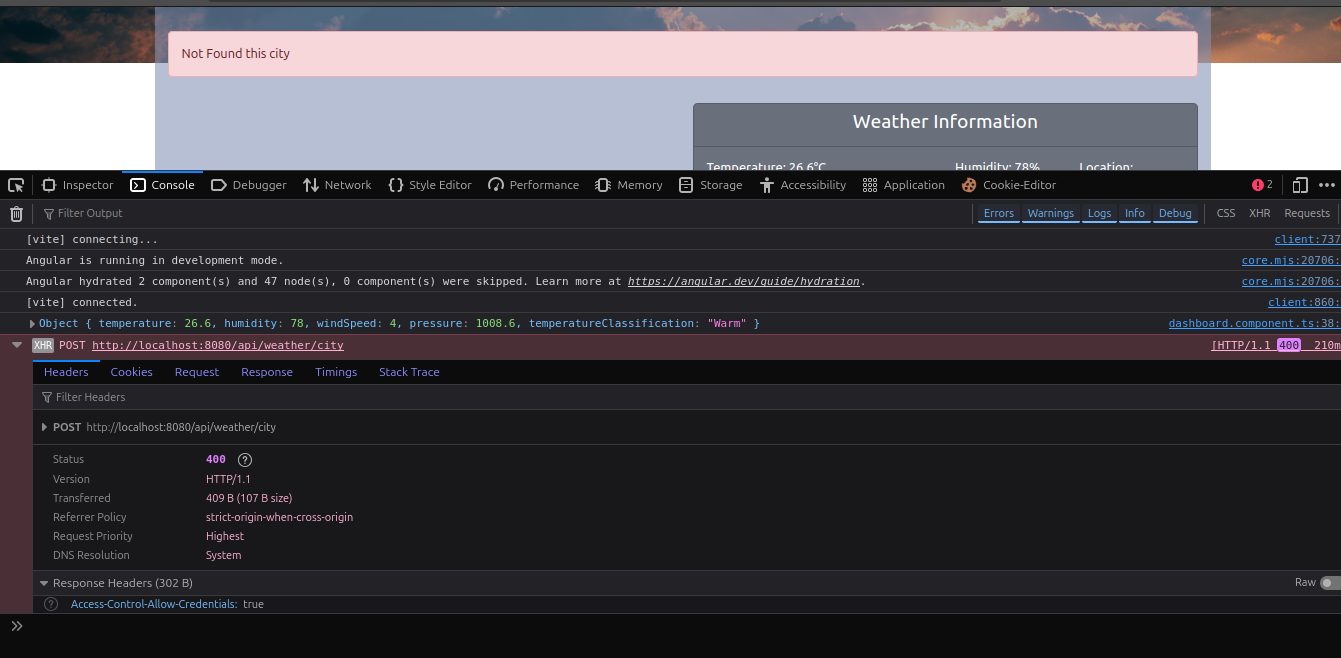 Not Found this city
Weather Information
Temperature: 26.6°C Humidity: 78% Location:
Inspector Console Debugger Network Style Editor Performance Memory Storage Accessibility Application Cookie-Editor 2
Filter Output Errors Warnings Logs Info Debug CSS XHR Requests
[vite] connecting... client:737:
Angular is running in development mode. core.mjs:20706:
Angular hydrated 2 component(s) and 47 node(s), 0 component(s) were skipped. Learn more at https://angular.dev/guide/hydration. core.mjs:20706:
[vite] connected. client:860:
Object { temperature: 26.6, humidity: 78, windSpeed: 4, pressure: 1008.6, temperatureClassification: "Warm" } dashboard.component.ts:38:
XHR POST http://localhost:8080/api/weather/city [HTTP/1.1 400 210m
Headers Cookies Request Response Timings Stack Trace
Filter Headers
POST http://localhost:8080/api/weather/city
Status 400 ?
Version HTTP/1.1
Transferred 409 B (107 B size)
Referrer Policy strict-origin-when-cross-origin
Request Priority Highest
DNS Resolution System
Response Headers (302 B) Raw
? Access-Control-Allow-Credentials: true